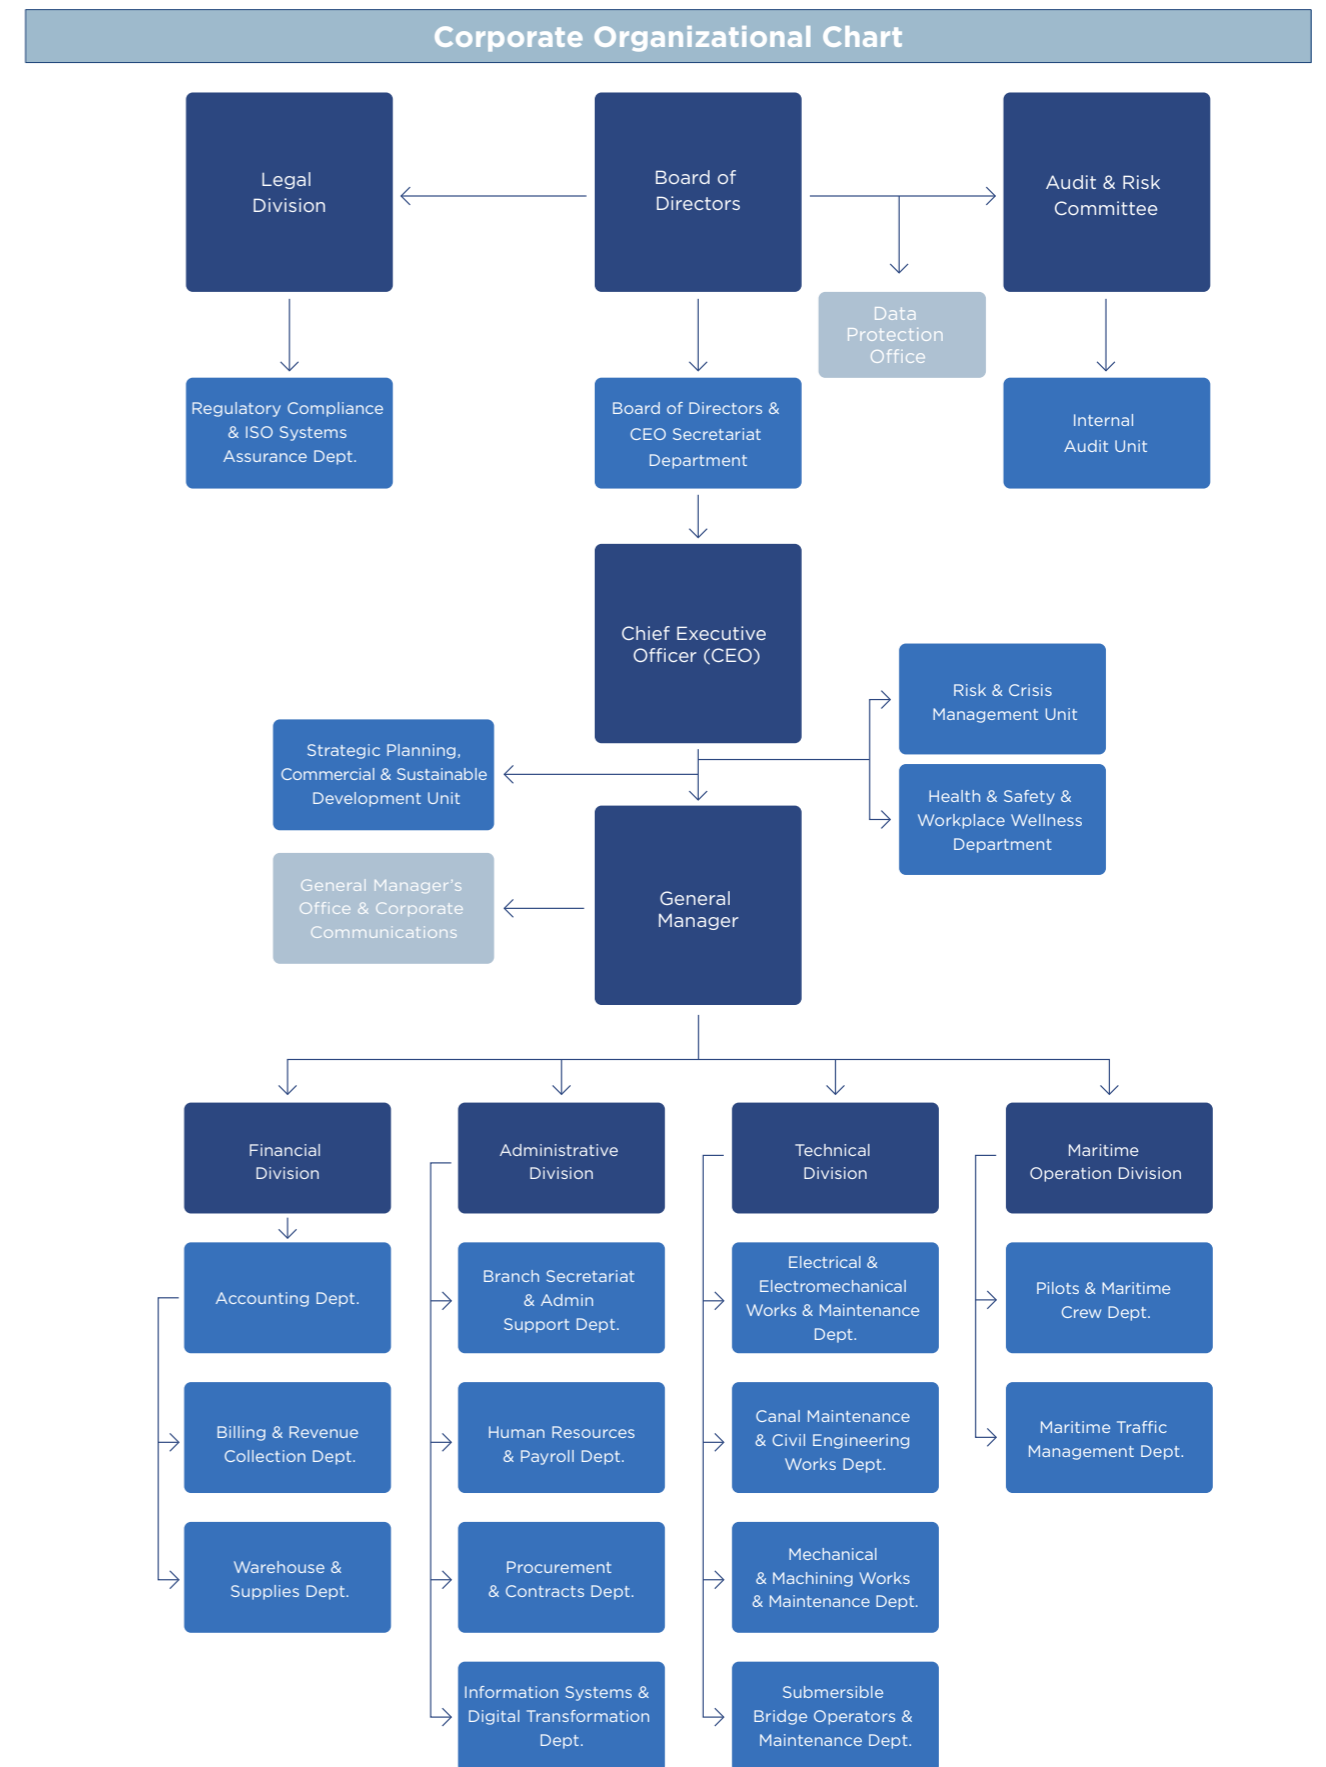 Corporate Organizational Chart
Legal
Division
Board of
Directors
Audit & Risk
Committee
Data
Protection
Office
Regulatory Compliance
& ISO Systems
Assurance Dept.
Board of Directors &
CEO Secretariat
Department
Internal
Audit Unit
Chief Executive
Officer (CEO)
Risk & Crisis
Management Unit
Strategic Planning,
Commercial & Sustainable
Development Unit
Health & Safety &
Workplace Wellness
Department
General Manager’s
Office & Corporate
Communications
General
Manager
Financial
Division
Administrative
Division
Technical
Division
Maritime
Operation Division
Accounting Dept.
Branch Secretariat
& Admin
Support Dept.
Electrical &
Electromechanical
Works & Maintenance
Dept.
Pilots & Maritime
Crew Dept.
Billing & Revenue
Collection Dept.
Human Resources
& Payroll Dept.
Canal Maintenance
& Civil Engineering
Works Dept.
Maritime Traffic
Management Dept.
Warehouse &
Supplies Dept.
Procurement
& Contracts Dept.
Mechanical
& Machining Works
& Maintenance Dept.
Information Systems &
Digital Transformation
Dept.
Submersible
Bridge Operators &
Maintenance Dept.